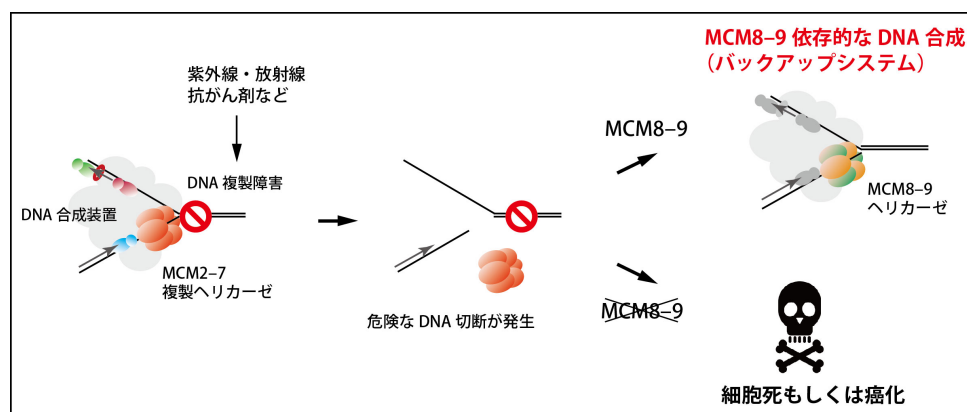 紫外線・放射線
抗がん剤など
DNA 複製障害
DNA 合成装置
MCM2–7
複製ヘリカーゼ
危険な DNA 切断が発生
MCM8–9
MCM8–9
MCM8–9 依存的な DNA 合成
（バックアップシステム）
MCM8–9
ヘリカーゼ
細胞死もしくは癌化